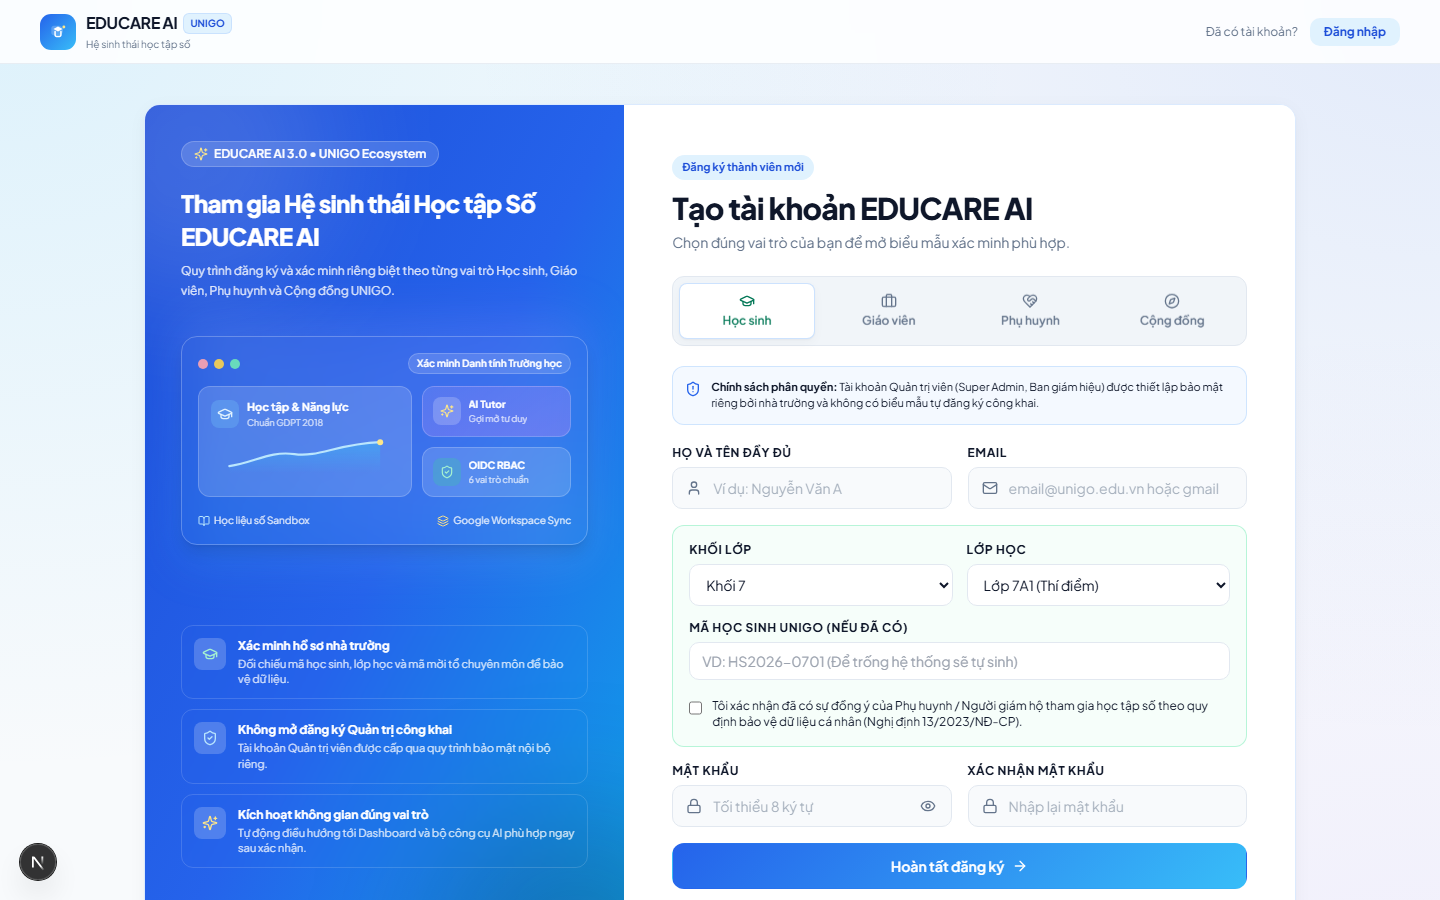 EDUCARE AI UNIGO
Hệ sinh thái học tập số
Đã có tài khoản? Đăng nhập
EDUCARE AI 3.0 • UNIGO Ecosystem
Tham gia Hệ sinh thái Học tập Số
EDUCARE AI
Quy trình đăng ký và xác minh riêng biệt theo từng vai trò Học sinh, Giáo
viên, Phụ huynh và Cộng đồng UNIGO.
Xác minh Danh tính Trường học
Học tập & Năng lực
Chuẩn GDPT 2018
AI Tutor
Gợi mở tư duy
OIDC RBAC
6 vai trò chuẩn
Học liệu số Sandbox
Google Workspace Sync
Xác minh hồ sơ nhà trường
Đối chiếu mã học sinh, lớp học và mã mời tổ chuyên môn để bảo
vệ dữ liệu.
Không mở đăng ký Quản trị công khai
Tài khoản Quản trị viên được cấp qua quy trình bảo mật nội bộ
riêng.
Kích hoạt không gian đúng vai trò
Tự động điều hướng tới Dashboard và bộ công cụ AI phù hợp ngay
sau xác nhận.
N
Đăng ký thành viên mới
Tạo tài khoản EDUCARE AI
Chọn đúng vai trò của bạn để mở biểu mẫu xác minh phù hợp.
Học sinh
Giáo viên
Phụ huynh
Cộng đồng
Chính sách phân quyền: Tài khoản Quản trị viên (Super Admin, Ban giám hiệu) được thiết lập bảo mật
riêng bởi nhà trường và không có biểu mẫu tự đăng ký công khai.
HỌ VÀ TÊN ĐẦY ĐỦ
EMAIL
Ví dụ: Nguyễn Văn A
email@unigo.edu.vn hoặc gmail
KHỐI LỚP
LỚP HỌC
Khối 7
Lớp 7A1 (Thí điểm)
MÃ HỌC SINH UNIGO (NẾU ĐÃ CÓ)
VD: HS2026-0701 (Để trống hệ thống sẽ tự sinh)
Tôi xác nhận đã có sự đồng ý của Phụ huynh / Người giám hộ tham gia học tập số theo quy
định bảo vệ dữ liệu cá nhân (Nghị định 13/2023/NĐ-CP).
MẬT KHẨU
XÁC NHẬN MẬT KHẨU
Tối thiểu 8 ký tự
Nhập lại mật khẩu
Hoàn tất đăng ký →